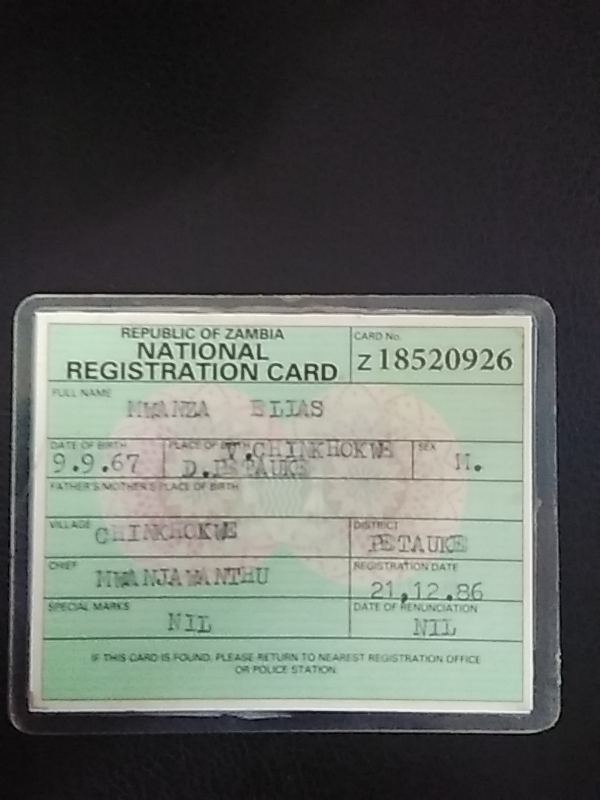 REPUBLIC OF ZAMBIA
NATIONAL
REGISTRATION CARD
CARD No.
Z 18520926
FULL NAME
MWANZA ELIAS
DATE OF BIRTH
9.9.67
PLACE OF BIRTH
V.CHINKHOKWE
D.PETAUKE
SEX
M.
FATHER'S/MOTHER'S PLACE OF BIRTH
VILLAGE
CHINKHOKWE
DISTRICT
PETAUKE
CHIEF
MWANJAWANTHU
REGISTRATION DATE
21,12.86
SPECIAL MARKS
NIL
DATE OF RENUNCIATION
NIL
IF THIS CARD IS FOUND, PLEASE RETURN TO NEAREST REGISTRATION OFFICE
OR POLICE STATION.